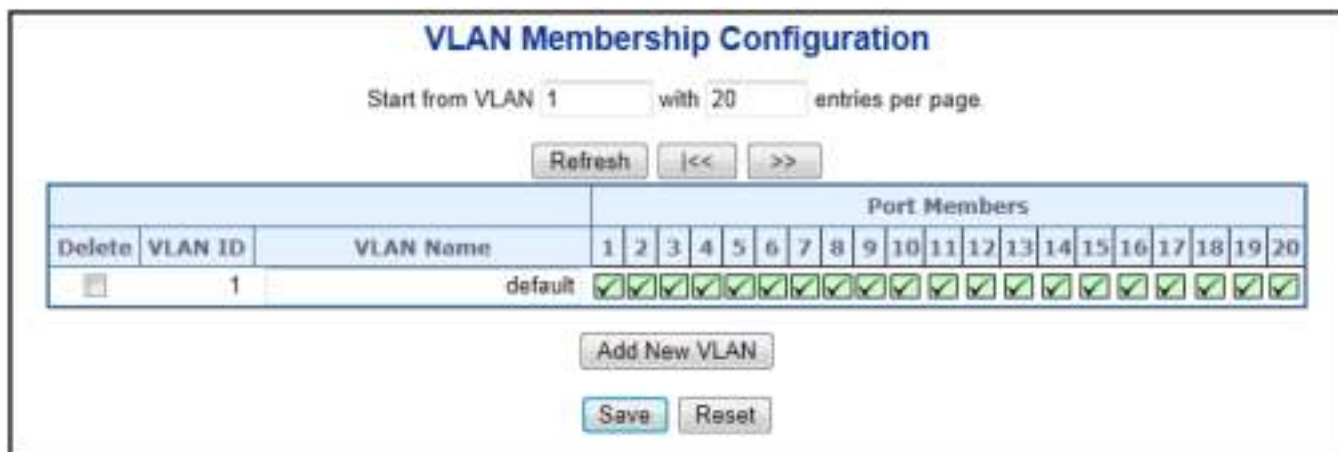 VLAN Membership Configuration
Start from VLAN 1 with 20 entries per page.
Refresh |<< >>
Port Members
Delete VLAN ID VLAN Name 1 2 3 4 5 6 7 8 9 10 11 12 13 14 15 16 17 18 19 20
1 default
Add New VLAN
Save Reset